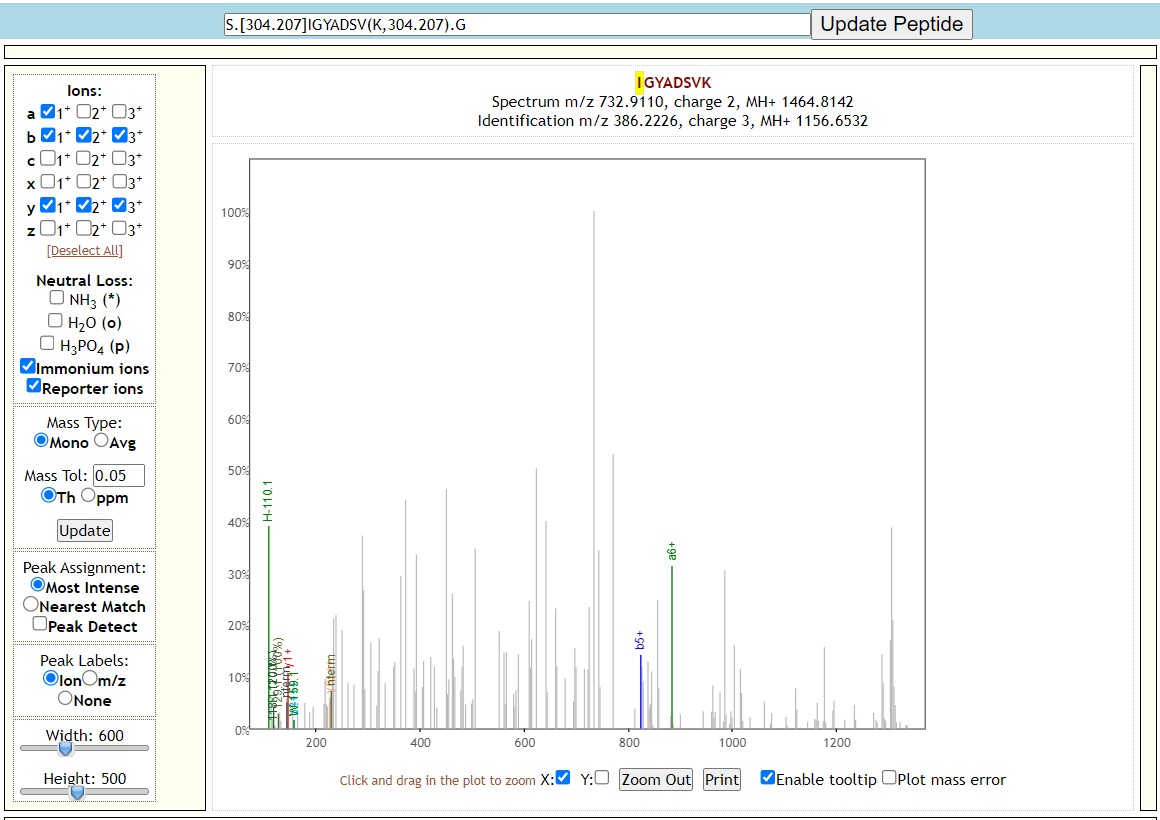 S.[304.207]IGYADSV(K,304.207).G Update Peptide
IGYADSVK
Spectrum m/z 732.9110, charge 2, MH+ 1464.8142
Identification m/z 386.2226, charge 3, MH+ 1156.6532
Ions:
a 1+ 2+ 3+
b 1+ 2+ 3+
c 1+ 2+ 3+
x 1+ 2+ 3+
y 1+ 2+ 3+
z 1+ 2+ 3+
[Deselect All]
Neutral Loss:
NH3 (*)
H2O (o)
H3PO4 (p)
Immonium ions
Reporter ions
Mass Type:
Mono Avg
Mass Tol: 0.05
Th ppm
Update
Peak Assignment:
Most Intense
Nearest Match
Peak Detect
Peak Labels:
Ion m/z
None
Width: 600
Height: 500
100%
90%
80%
70%
60%
50%
40%
30%
20%
10%
0%
H-110.1
y1+
nterm
b5+
a6+
200 400 600 800 1000 1200
Click and drag in the plot to zoom X: Y: Zoom Out Print Enable tooltip Plot mass error